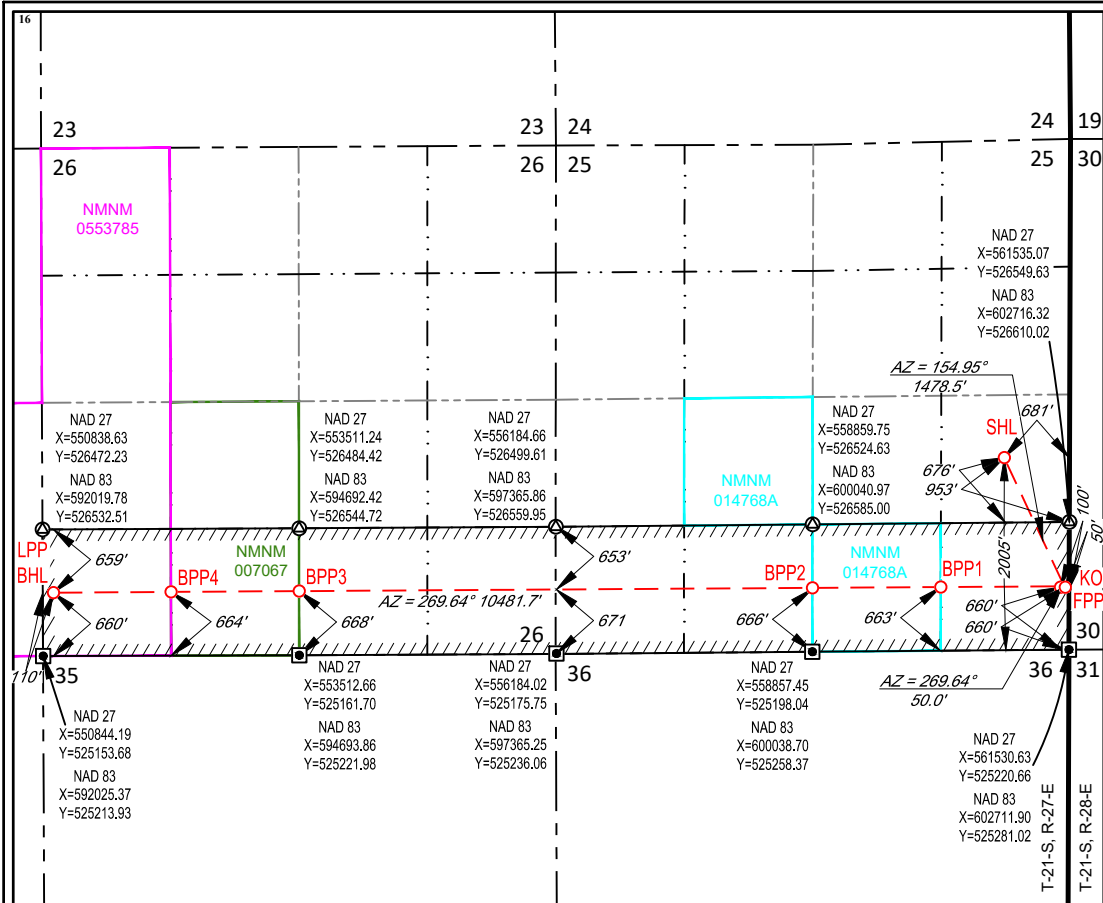 16
23
23
24
24
19
26
26
25
25
30
NMNM
0553785
NAD 27
X=561535.07
Y=526549.63
NAD 83
X=602716.32
Y=526610.02
AZ = 154.95°
1478.5'
681'
SHL
676'
953'
100'
50'
2005'
NAD 27
X=550838.63
Y=526472.23
NAD 83
X=592019.78
Y=526532.51
NAD 27
X=553511.24
Y=526484.42
NAD 83
X=594692.42
Y=526544.72
NAD 27
X=556184.66
Y=526499.61
NAD 83
X=597365.86
Y=526559.95
NMNM
014768A
NAD 27
X=558859.75
Y=526524.63
NAD 83
X=600040.97
Y=526585.00
LPP
BHL
659'
NMNM
007067
653'
NMNM
014768A
BPP4
BPP3
BPP2
BPP1
KO
FPP
AZ = 269.64° 10481.7'
660'
664'
668'
671
666'
663'
660'
660'
110'
35
26
36
30
36
31
AZ = 269.64°
50.0'
NAD 27
X=550844.19
Y=525153.68
NAD 83
X=592025.37
Y=525213.93
NAD 27
X=553512.66
Y=525161.70
NAD 83
X=594693.86
Y=525221.98
NAD 27
X=556184.02
Y=525175.75
NAD 83
X=597365.25
Y=525236.06
NAD 27
X=558857.45
Y=525198.04
NAD 83
X=600038.70
Y=525258.37
NAD 27
X=561530.63
Y=525220.66
NAD 83
X=602711.90
Y=525281.02
T-21-S, R-27-E
T-21-S, R-28-E